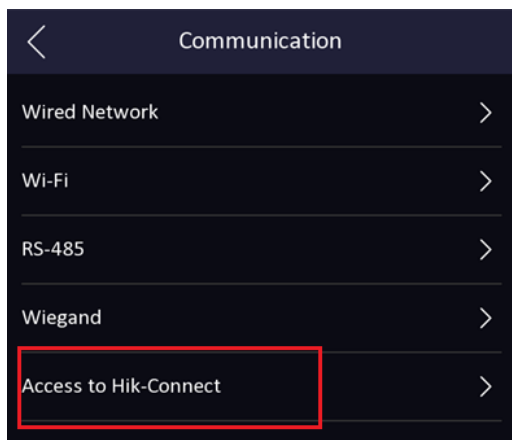 Communication
Wired Network
Wi-Fi
RS-485
Wiegand
Access to Hik-Connect